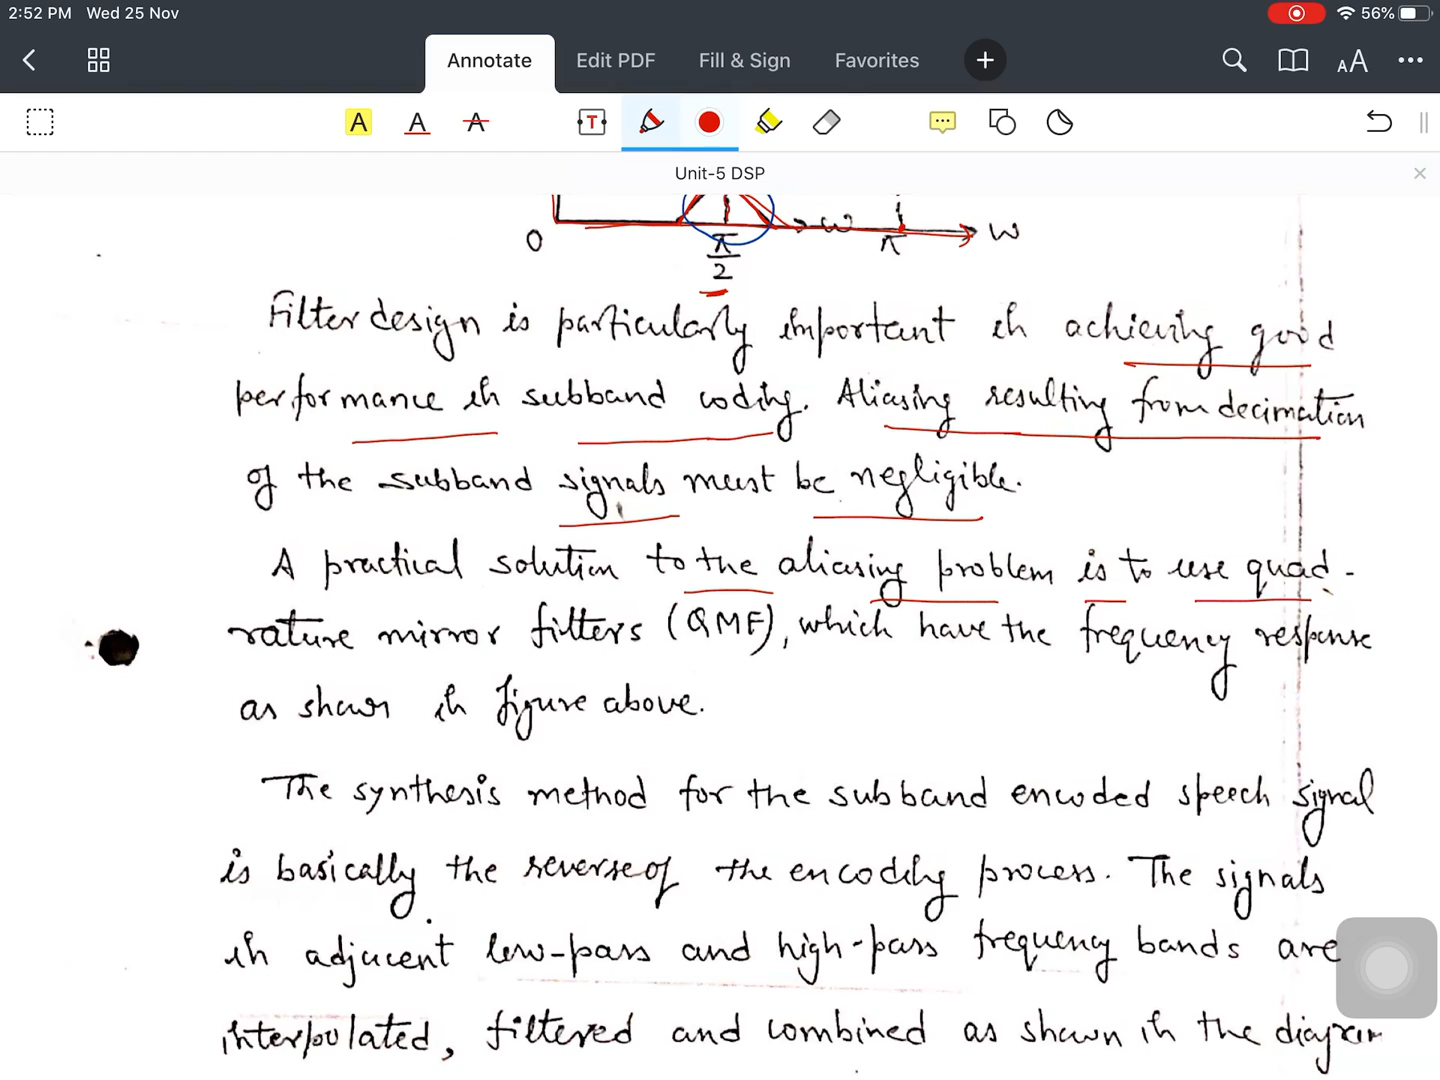 2:52 PM Wed 25 Nov
56%
Annotate Edit PDF Fill & Sign Favorites
A A A T
Unit-5 DSP
0 π/2 ω π ω
Filter design is particularly important in achieving good
performance in subband coding. Aliasing resulting from decimation
of the subband signals must be negligible.
A practical solution to the aliasing problem is to use quad-
rature mirror filters (QMF), which have the frequency response
as shown in figure above.
The synthesis method for the subband encoded speech signal
is basically the reverse of the encoding process. The signals
in adjacent low-pass and high-pass frequency bands are
interpolated, filtered and combined as shown in the diagram